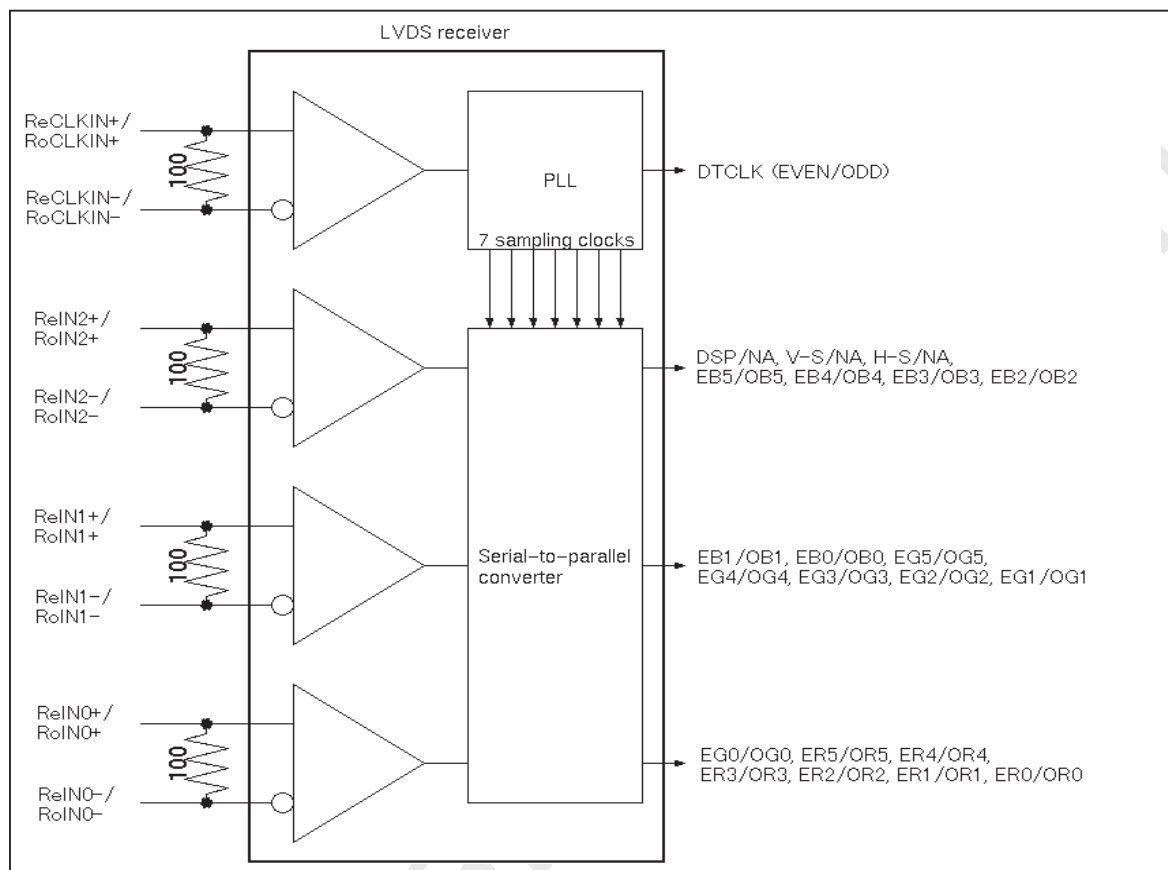 LVDS receiver
ReCLKIN+/
RoCLKIN+
100
ReCLKIN-/
RoCLKIN-
PLL
7 sampling clocks
DTCLK (EVEN/ODD)
ReIN2+/
RoIN2+
100
ReIN2-/
RoIN2-
DSP/NA, V-S/NA, H-S/NA,
EB5/OB5, EB4/OB4, EB3/OB3, EB2/OB2
ReIN1+/
RoIN1+
100
ReIN1-/
RoIN1-
Serial-to-parallel
converter
EB1/OB1, EB0/OB0, EG5/OG5,
EG4/OG4, EG3/OG3, EG2/OG2, EG1/OG1
ReIN0+/
RoIN0+
100
ReIN0-/
RoIN0-
EG0/OG0, ER5/OR5, ER4/OR4,
ER3/OR3, ER2/OR2, ER1/OR1, ER0/OR0